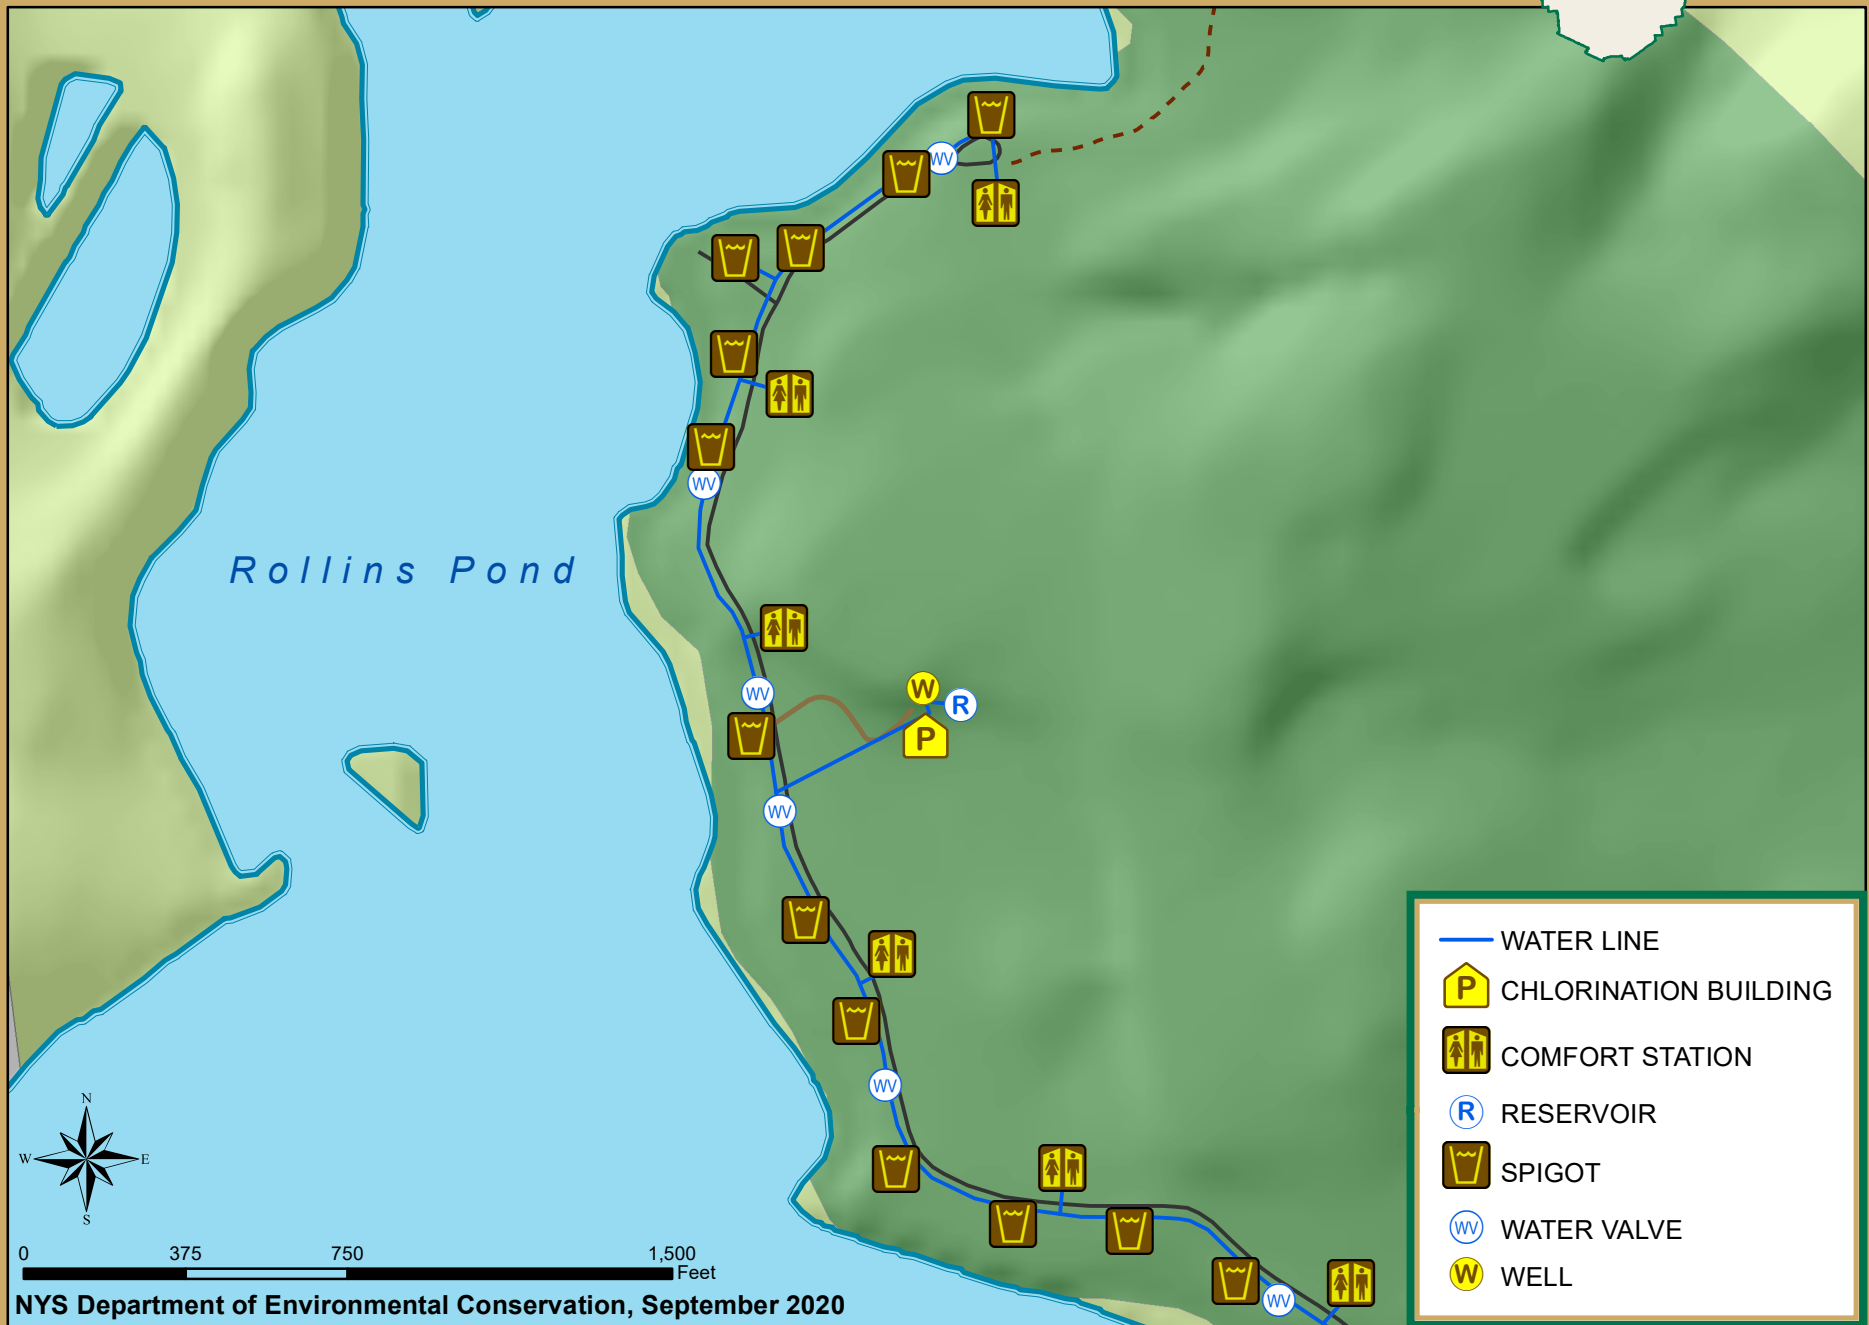 WV
WV
Rollins Pond
WV
W
R
P
WV
WV
WV
WATER LINE
P CHLORINATION BUILDING
COMFORT STATION
R RESERVOIR
SPIGOT
WV WATER VALVE
W WELL
N
W E
S
0 375 750 1,500
Feet
NYS Department of Environmental Conservation, September 2020